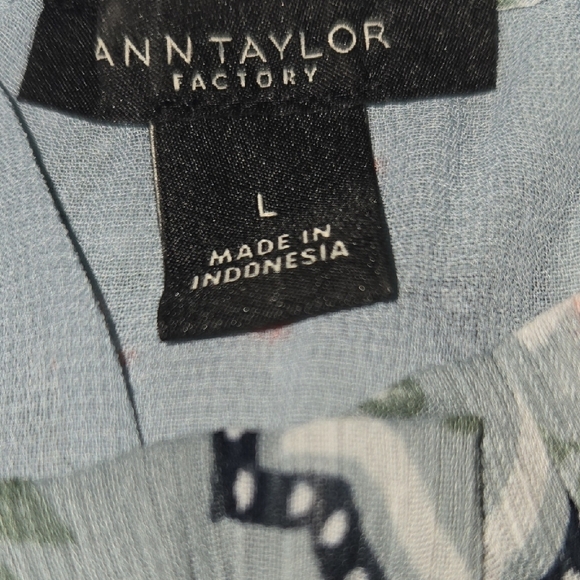 ANN TAYLOR
FACTORY
L
MADE IN
INDONESIA